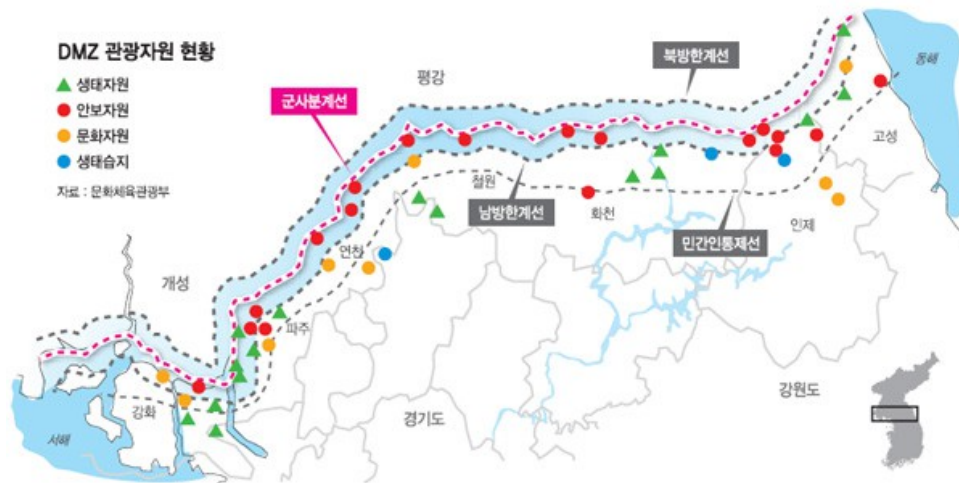 DMZ 관광자원 현황
생태자원
안보자원
문화자원
생태습지
자료 : 문화체육관광부
군사분계선
평강
북방한계선
동해
고성
철원
남방한계선
화천
민간인통제선
인제
연천
개성
파주
강화
서해
경기도
강원도